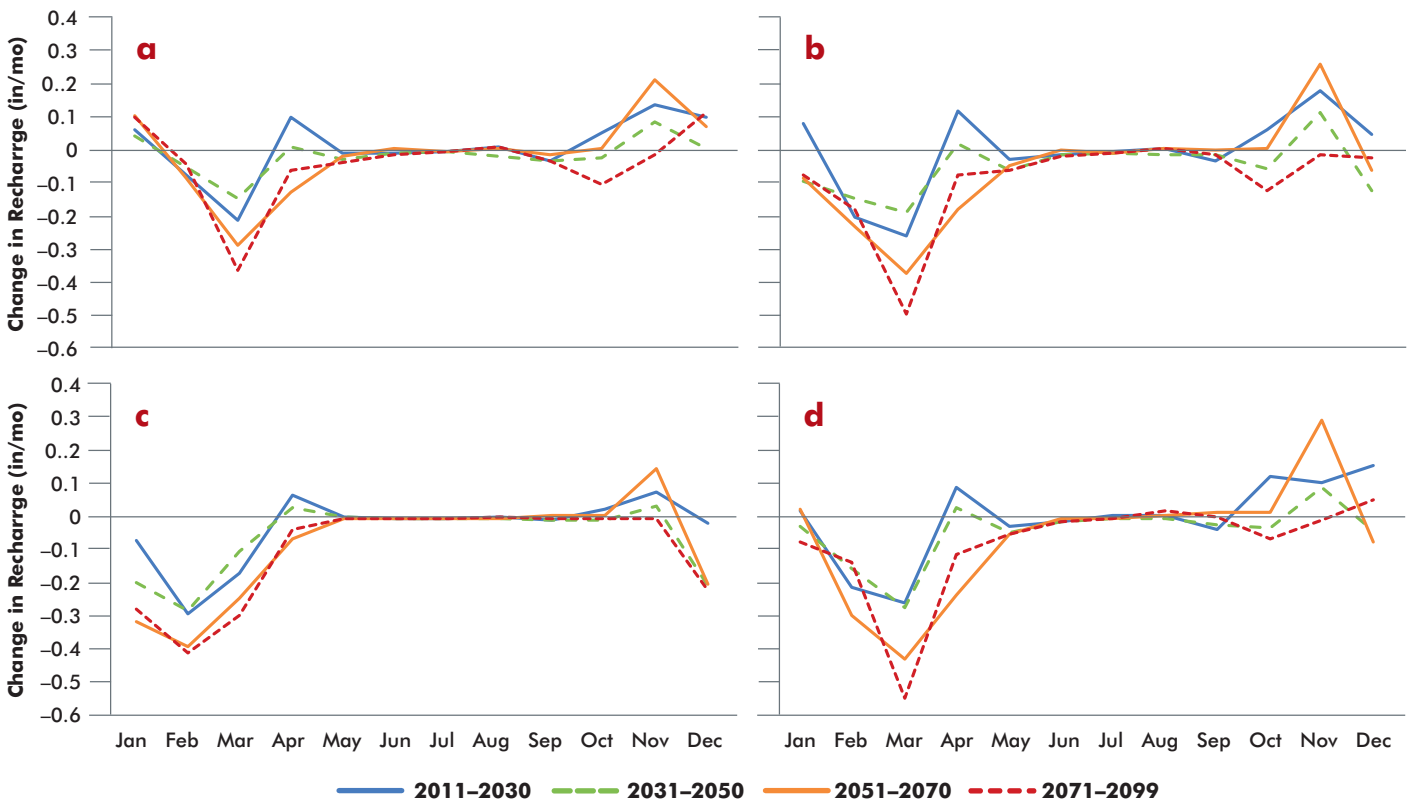 a
b
Change in Recharrge (in/mo)
0.4
0.3
0.2
0.1
0
–0.1
–0.2
–0.3
–0.4
–0.5
–0.6
c
d
Change in Recharrge (in/mo)
0.4
0.3
0..2
0.1
0
–0.1
–0.2
–0.3
–0.4
–0.5
–0.6
Jan Feb Mar Apr May Jun Jul Aug Sep Oct Nov Dec
Jan Feb Mar Apr May Jun Jul Aug Sep Oct Nov Dec
2011–2030 2031–2050 2051–2070 2071–2099